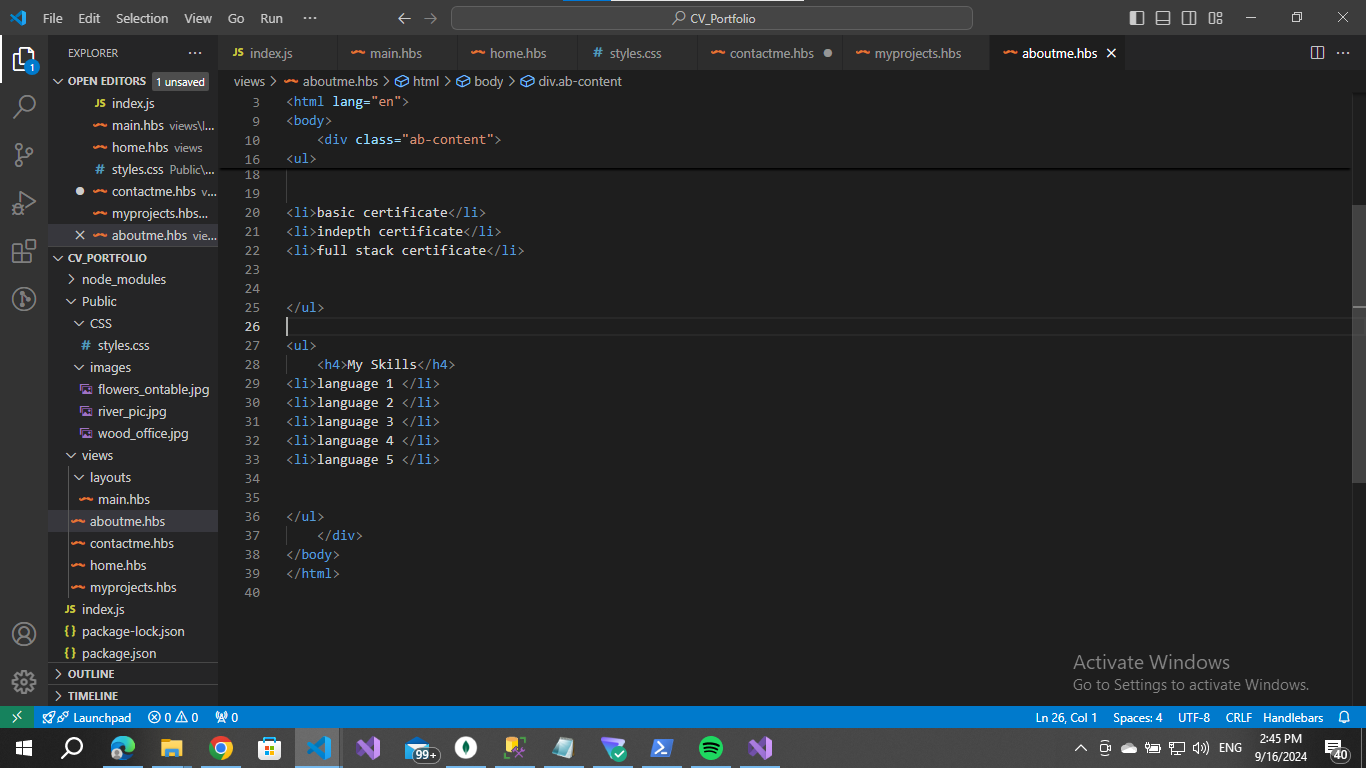 File Edit Selection View Go Run ···
CV_Portfolio
EXPLORER ···
JS index.js
main.hbs
home.hbs
# styles.css
contactme.hbs
myprojects.hbs
aboutme.hbs
views > aboutme.hbs > html > body > div.ab-content
1
OPEN EDITORS 1 unsaved
JS index.js
main.hbs views\l...
home.hbs views
# styles.css Public\...
contactme.hbs v...
myprojects.hbs...
aboutme.hbs vie...
CV_PORTFOLIO
node_modules
Public
CSS
# styles.css
images
flowers_ontable.jpg
river_pic.jpg
wood_office.jpg
views
layouts
main.hbs
aboutme.hbs
contactme.hbs
home.hbs
myprojects.hbs
JS index.js
{} package-lock.json
{} package.json
OUTLINE
TIMELINE
3 <html lang="en">
9 <body>
10 <div class="ab-content">
16 <ul>
18
19
20 <li>basic certificate</li>
21 <li>indepth certificate</li>
22 <li>full stack certificate</li>
23
24
25 </ul>
26
27 <ul>
28 <h4>My Skills</h4>
29 <li>language 1 </li>
30 <li>language 2 </li>
31 <li>language 3 </li>
32 <li>language 4 </li>
33 <li>language 5 </li>
34
35
36 </ul>
37 </div>
38 </body>
39 </html>
40
Activate Windows
Go to Settings to activate Windows.
Launchpad 0 0 0
Ln 26, Col 1 Spaces: 4 UTF-8 CRLF Handlebars
99+
ENG
2:45 PM
9/16/2024
40